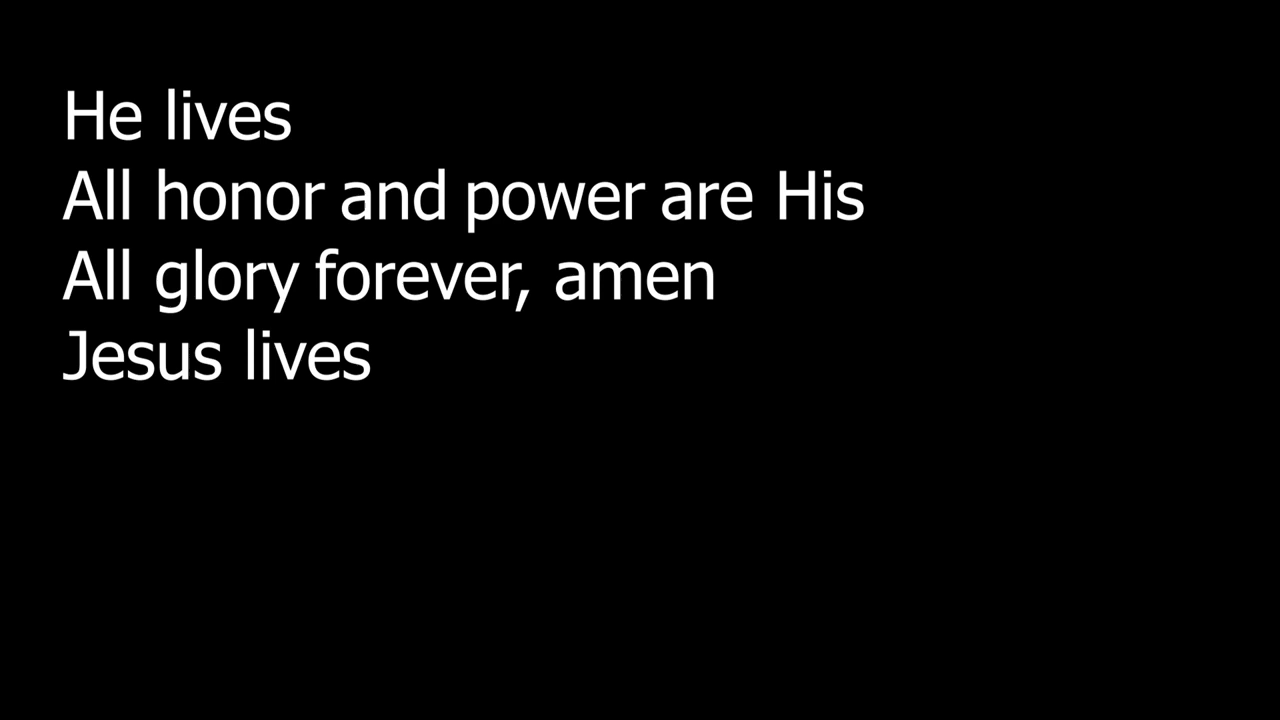 He lives
All honor and power are His
All glory forever, amen
Jesus lives